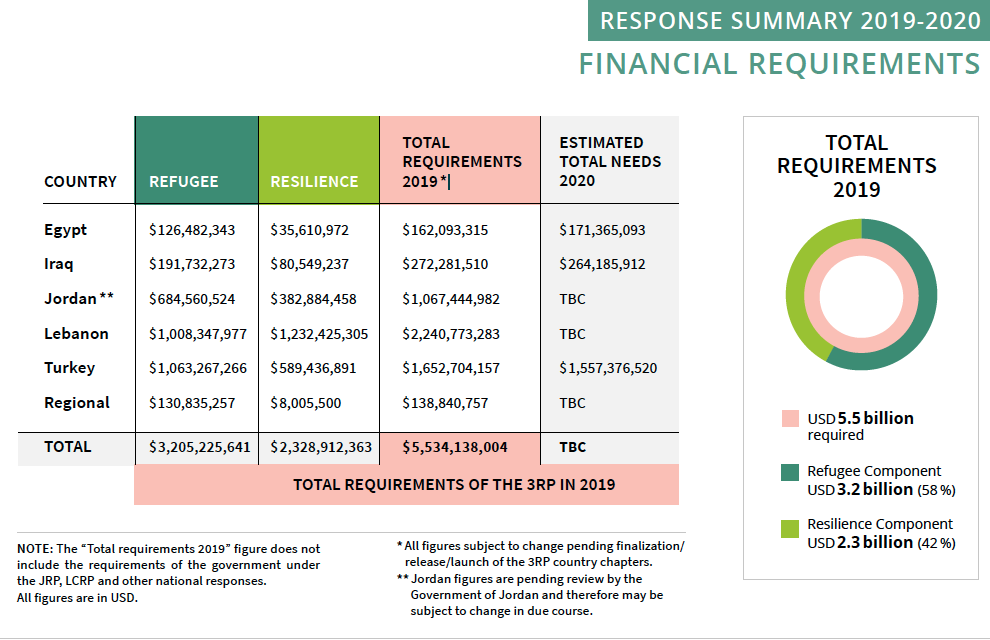 RESPONSE SUMMARY 2019-2020
FINANCIAL REQUIREMENTS
COUNTRY REFUGEE RESILIENCE TOTAL REQUIREMENTS 2019* ESTIMATED TOTAL NEEDS 2020
Egypt $126,482,343 $35,610,972 $162,093,315 $171,365,093
Iraq $191,732,273 $80,549,237 $272,281,510 $264,185,912
Jordan** $684,560,524 $382,884,458 $1,067,444,982 TBC
Lebanon $1,008,347,977 $1,232,425,305 $2,240,773,283 TBC
Turkey $1,063,267,266 $589,436,891 $1,652,704,157 $1,557,376,520
Regional $130,835,257 $8,005,500 $138,840,757 TBC
TOTAL $3,205,225,641 $2,328,912,363 $5,534,138,004 TBC
TOTAL REQUIREMENTS OF THE 3RP IN 2019
NOTE: The “Total requirements 2019” figure does not
include the requirements of the government under
the JRP, LCRP and other national responses.
All figures are in USD.
* All figures subject to change pending finalization/
release/launch of the 3RP country chapters.
** Jordan figures are pending review by the
Government of Jordan and therefore may be
subject to change in due course.
TOTAL
REQUIREMENTS
2019
USD 5.5 billion
required
Refugee Component
USD 3.2 billion (58%)
Resilience Component
USD 2.3 billion (42%)